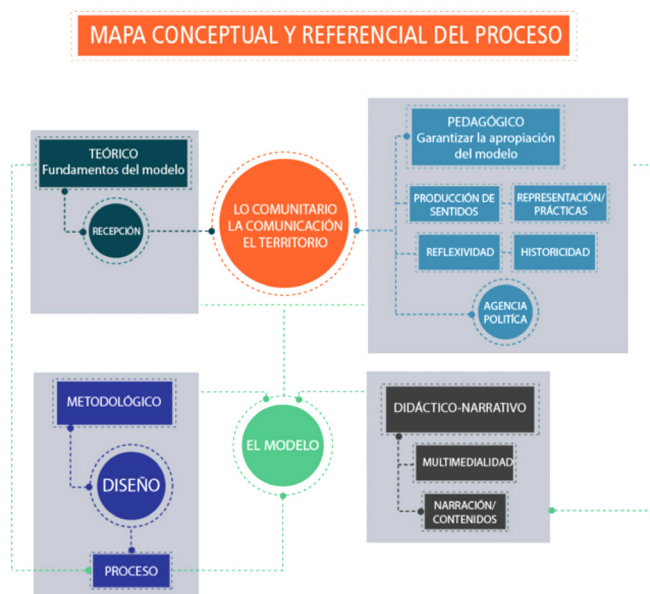 MAPA CONCEPTUAL Y REFERENCIAL DEL PROCESO
TEÓRICO
Fundamentos del modelo
RECEPCIÓN
LO COMUNITARIO
LA COMUNICACIÓN
EL TERRITORIO
PEDAGÓGICO
Garantizar la apropiación
del modelo
PRODUCCIÓN DE
SENTIDOS
REPRESENTACIÓN/
PRÁCTICAS
REFLEXIVIDAD
HISTORICIDAD
AGENCIA
POLITÍCA
METODOLÓGICO
DISEÑO
PROCESO
EL MODELO
DIDÁCTICO-NARRATIVO
MULTIMEDIALIDAD
NARRACIÓN/
CONTENIDOS